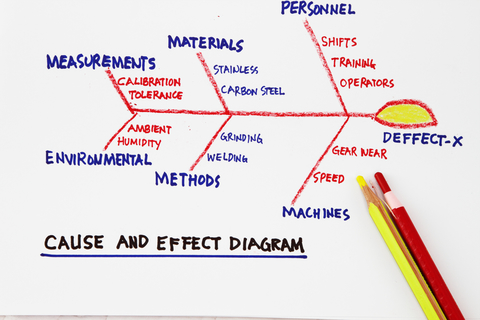 PERSONNEL
SHIFTS
TRAINING
OPERATORS
MATERIALS
STAINLESS
CARBON STEEL
MEASUREMENTS
CALIBRATION
TOLERANCE
DEFFECT-X
AMBIENT
HUMIDITY
ENVIRONMENTAL
GRINDING
WELDING
METHODS
GEAR WEAR
SPEED
MACHINES
CAUSE AND EFFECT DIAGRAM